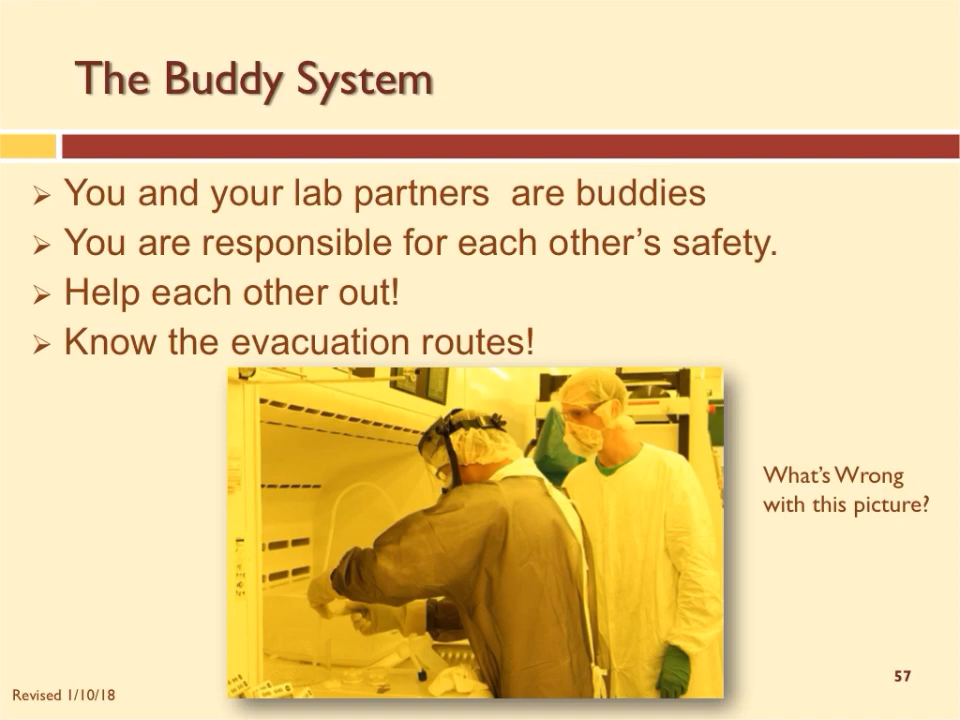 The Buddy System
You and your lab partners  are buddies
You are responsible for each other’s safety.
Help each other out!
Know the evacuation routes!
What’s Wrong
with this picture?
57
Revised 1/10/18